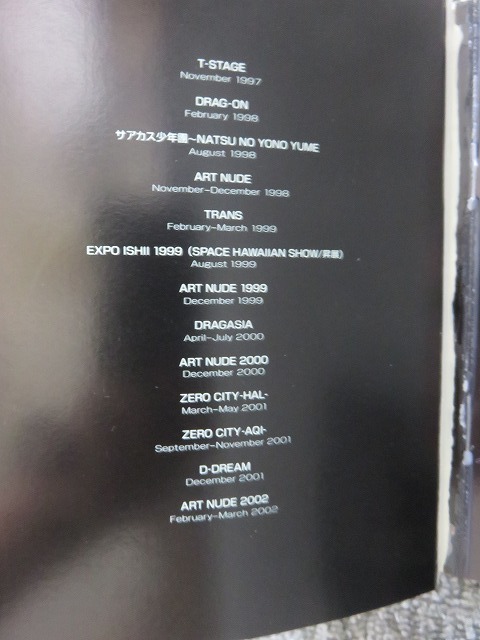 T-STAGE
November 1997
DRAG-ON
February 1998
サアカス少年團~NATSU NO YONO YUME
August 1998
ART NUDE
November-December 1998
TRANS
February-March 1999
EXPO ISHII 1999 (SPACE HAWAIIAN SHOW/昇展)
August 1999
ART NUDE 1999
December 1999
DRAGASIA
April-July 2000
ART NUDE 2000
December 2000
ZERO CITY-HAL-
March-May 2001
ZERO CITY-AQI-
September-November 2001
D-DREAM
December 2001
ART NUDE 2002
February-March 2002